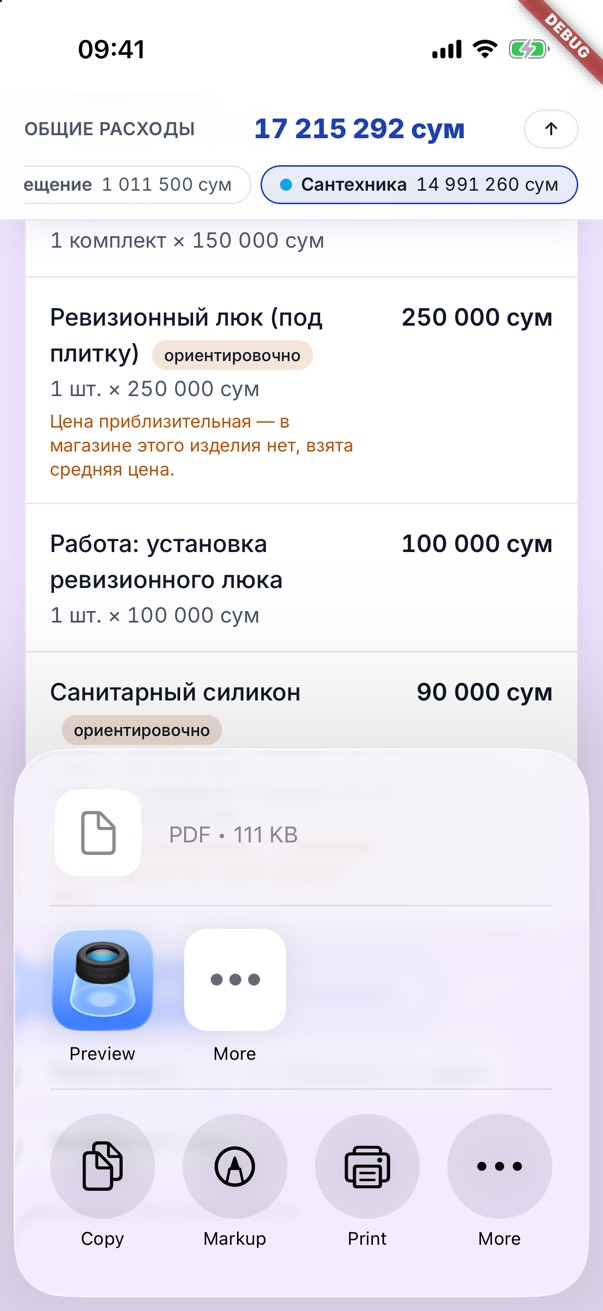 DEBUG
09:41
ОБЩИЕ РАСХОДЫ 17 215 292 сум
ещение 1 011 500 сум Сантехника 14 991 260 сум
1 комплект × 150 000 сум
Ревизионный люк (под 250 000 сум
плитку) ориентировочно
1 шт. × 250 000 сум
Цена приблизительная — в
магазине этого изделия нет, взята
средняя цена.
Работа: установка 100 000 сум
ревизионного люка
1 шт. × 100 000 сум
Санитарный силикон 90 000 сум
ориентировочно
PDF • 111 KB
Preview More
Copy Markup Print More